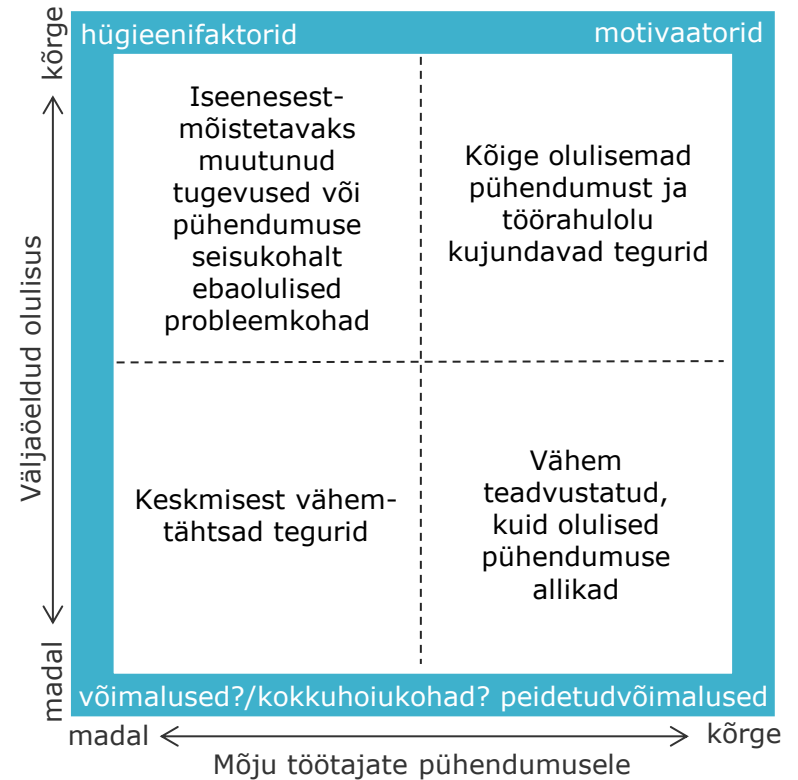 kõrge
hügieenifaktorid
motivaatorid
Iseenesest-
mõistetavaks
muutunud
tugevused või
pühendumuse
seisukohalt
ebaolulised
probleemkohad
Kõige olulisemad
pühendumust ja
töörahulolu
kujundavad tegurid
Väljaöeldud olulisus
Keskmisest vähem-
tähtsad tegurid
Vähem
teadvustatud,
kuid olulised
pühendumuse
allikad
madal
võimalused?/kokkuhoiukohad? peidetudvõimalused
madal
kõrge
Mõju töötajate pühendumusele